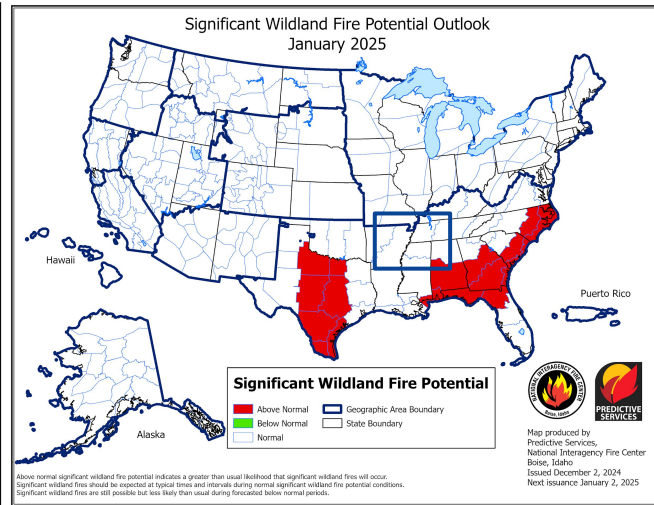 Significant Wildland Fire Potential Outlook
January 2025
Hawaii
Puerto Rico
Alaska
Significant Wildland Fire Potential
Above Normal
Below Normal
Normal
Geographic Area Boundary
State Boundary
NATIONAL INTERAGENCY FIRE CENTER
Boise, Idaho
PREDICTIVE
SERVICES
Map produced by
Predictive Services,
National Interagency Fire Center
Boise, Idaho
Issued December 2, 2024
Next issuance January 2, 2025
Above normal significant wildland fire potential indicates a greater than usual likelihood that significant wildland fires will occur.
Significant wildland fires should be expected at typical times and intervals during normal significant wildland fire potential conditions.
Significant wildland fires are still possible but less likely than usual during forecasted below normal periods.